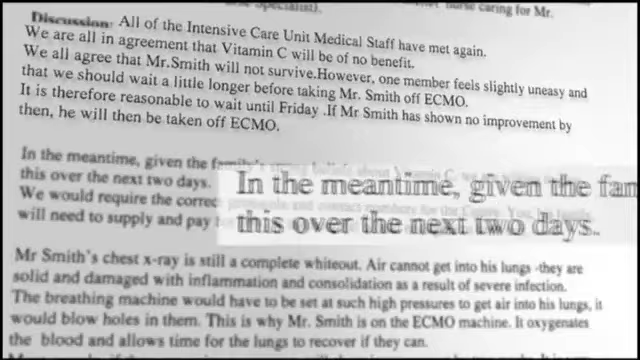 nurse caring for Mr.
Discussion: All of the Intensive Care Unit Medical Staff have met again.
We are all in agreement that Vitamin C will be of no benefit.
We all agree that Mr.Smith will not survive.However, one member feels slightly uneasy and
that we should wait a little longer before taking Mr. Smith off ECMO.
It is therefore reasonable to wait until Friday .If Mr Smith has shown no improvement by
then, he will then be taken off ECMO.
In the meantime, given the family's
this over the next two days.
We would require the correct
will need to supply and pay
In the meantime, given the fam
this over the next two days.
Mr Smith's chest x-ray is still a complete whiteout. Air cannot get into his lungs -they are
solid and damaged with inflammation and consolidation as a result of severe infection.
The breathing machine would have to be set at such high pressures to get air into his lungs, it
would blow holes in them. This is why Mr. Smith is on the ECMO machine. It oxygenates
the blood and allows time for the lungs to recover if they can.